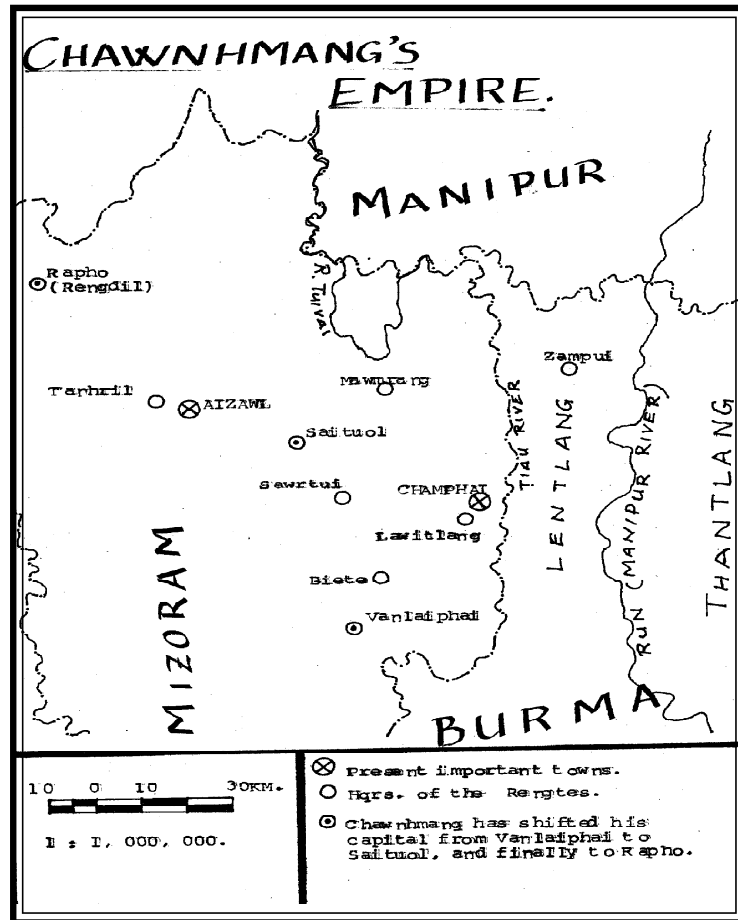 CHAWNHMANG'S
EMPIRE.
MANIPUR
Rapho
(Rengdil)
R. Tuivai
Zampui
Tanhril
AIZAWL
Mawnrang
Saituol
TIAU RIVER
LENTLANG
RUN (MANIPUR RIVER)
THANTLANG
Sawrtui
CHAMPHAI
Lawitlang
MIZORAM
Biate
Vanlaiphai
BURMA
10 0 10 30KM.
1 : 1,000,000.
Present important towns.
Hqrs. of the Rengtes.
Chawnhmang has shifted his
capital from Vanlaiphai to
Saituol, and finally to Rapho.